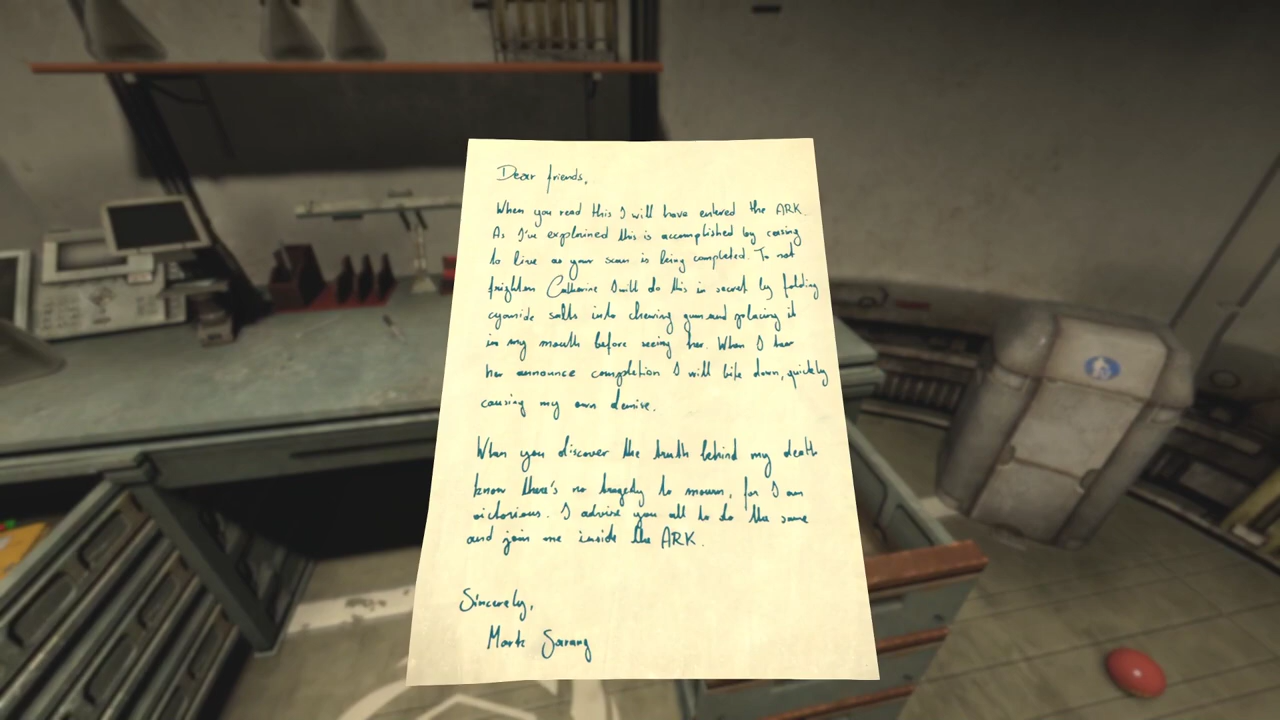 Dear friends,
When you read this I will have entered the ARK.
As I've explained this is accomplished by ceasing
to live as your scan is being completed. To not
frighten Catherine I will do this in secret by folding
cyanide salts into chewing gum and placing it
in my mouth before seeing her. When I hear
her announce completion I will bite down, quickly
causing my own demise.
When you discover the truth behind my death
know there's no tragedy to mourn, for I am
victorious. I advise you all to do the same
and join me inside the ARK.
Sincerely,
Mark Sarang